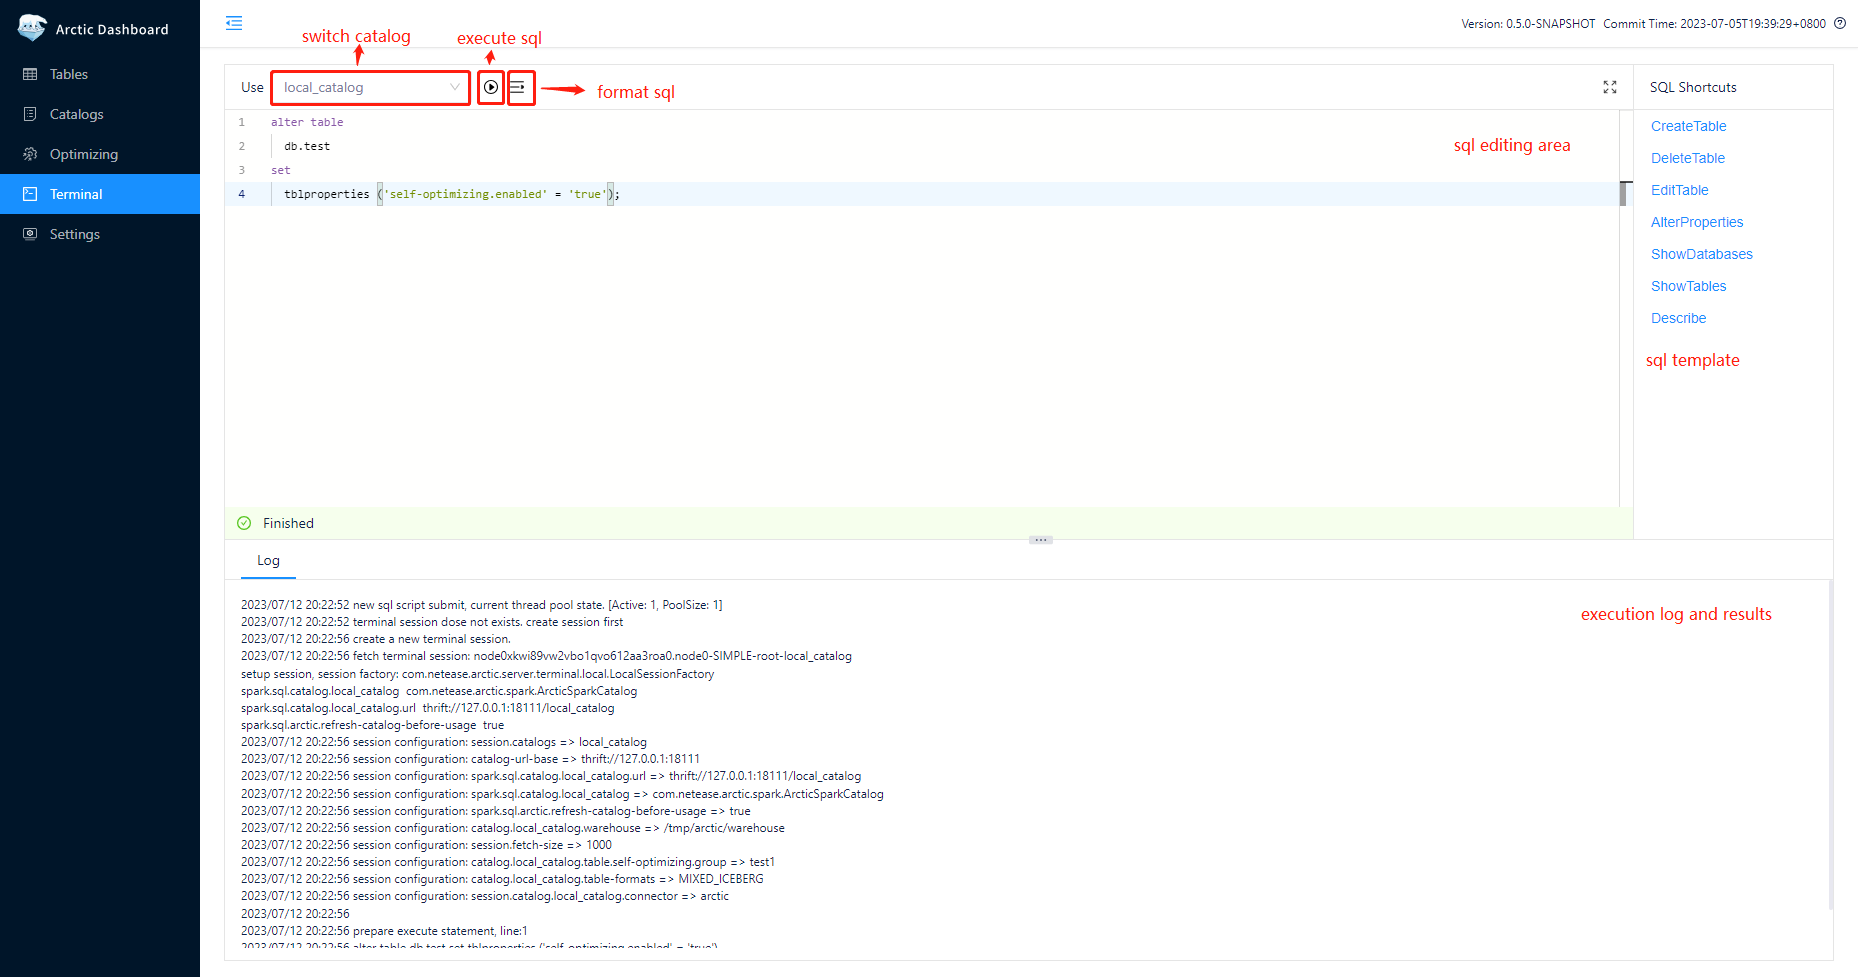 Arctic Dashboard
Version: 0.5.0-SNAPSHOT Commit Time: 2023-07-05T19:39:29+0800
Tables
Catalogs
Optimizing
Terminal
Settings
switch catalog
execute sql
Use local_catalog
format sql
1 alter table
2 db.test
3 set
4 tblproperties ('self-optimizing.enabled' = 'true');
sql editing area
SQL Shortcuts
CreateTable
DeleteTable
EditTable
AlterProperties
ShowDatabases
ShowTables
Describe
sql template
Finished
Log
execution log and results
2023/07/12 20:22:52 new sql script submit, current thread pool state. [Active: 1, PoolSize: 1]
2023/07/12 20:22:52 terminal session dose not exists. create session first
2023/07/12 20:22:56 create a new terminal session.
2023/07/12 20:22:56 fetch terminal session: node0xkwi89vw2vbo1qvo612aa3roa0.node0-SIMPLE-root-local_catalog
setup session, session factory: com.netease.arctic.server.terminal.local.LocalSessionFactory
spark.sql.catalog.local_catalog com.netease.arctic.spark.ArcticSparkCatalog
spark.sql.catalog.local_catalog.url thrift://127.0.0.1:18111/local_catalog
spark.sql.arctic.refresh-catalog-before-usage true
2023/07/12 20:22:56 session configuration: session.catalogs => local_catalog
2023/07/12 20:22:56 session configuration: catalog-url-base => thrift://127.0.0.1:18111
2023/07/12 20:22:56 session configuration: spark.sql.catalog.local_catalog.url => thrift://127.0.0.1:18111/local_catalog
2023/07/12 20:22:56 session configuration: spark.sql.catalog.local_catalog => com.netease.arctic.spark.ArcticSparkCatalog
2023/07/12 20:22:56 session configuration: spark.sql.arctic.refresh-catalog-before-usage => true
2023/07/12 20:22:56 session configuration: catalog.local_catalog.warehouse => /tmp/arctic/warehouse
2023/07/12 20:22:56 session configuration: session.fetch-size => 1000
2023/07/12 20:22:56 session configuration: catalog.local_catalog.table.self-optimizing.group => test1
2023/07/12 20:22:56 session configuration: catalog.local_catalog.table-formats => MIXED_ICEBERG
2023/07/12 20:22:56 session configuration: session.catalog.local_catalog.connector => arctic
2023/07/12 20:22:56
2023/07/12 20:22:56 prepare execute statement, line:1
2023/07/12 20:22:56 alter table db.test set tblproperties ('self-optimizing.enabled' = 'true')